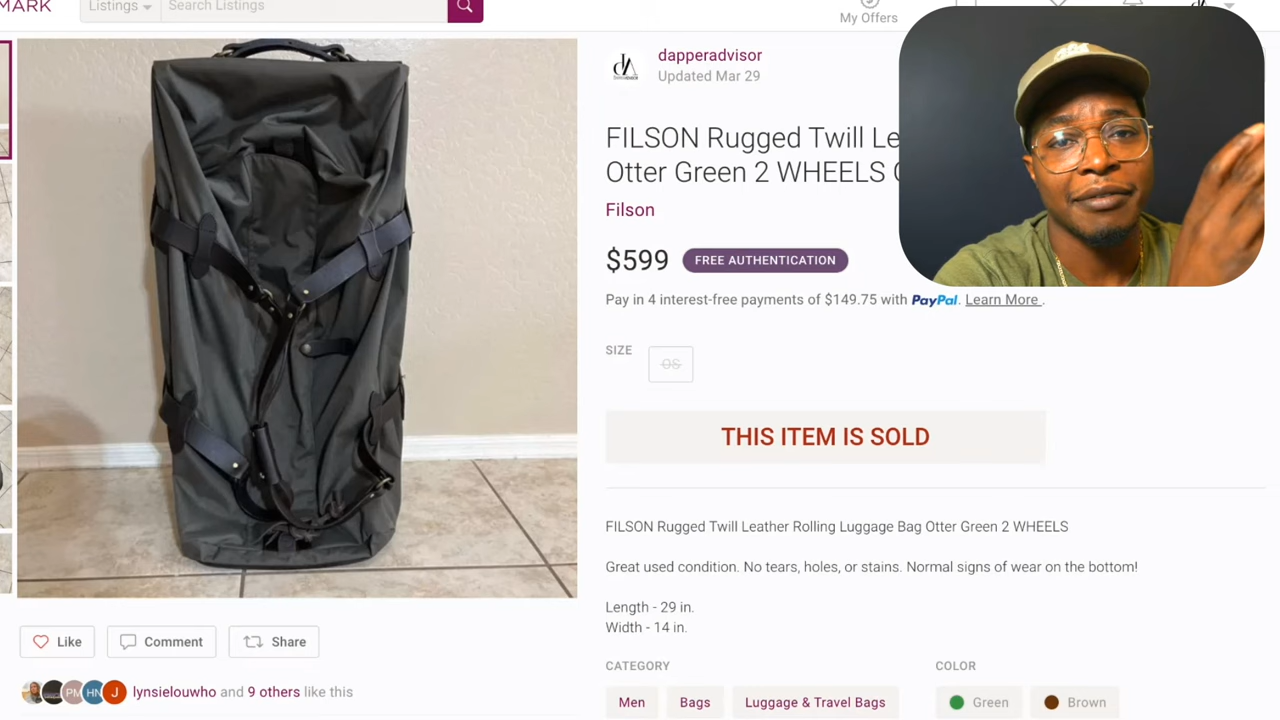 MARK
Listings
Search Listings
My Offers
dapperadvisor
Updated Mar 29
FILSON Rugged Twill
Otter Green 2 WHEELS
Filson
$599 FREE AUTHENTICATION
Pay in 4 interest-free payments of $149.75 with PayPal. Learn More .
SIZE
OS
THIS ITEM IS SOLD
FILSON Rugged Twill Leather Rolling Luggage Bag Otter Green 2 WHEELS
Great used condition. No tears, holes, or stains. Normal signs of wear on the bottom!
Length - 29 in.
Width - 14 in.
Like
Comment
Share
PM HN J lynsielouwho and 9 others like this
CATEGORY
Men Bags Luggage & Travel Bags
COLOR
Green Brown